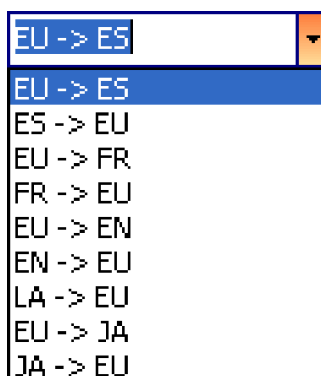 EU -> ES
EU -> ES
ES -> EU
EU -> FR
FR -> EU
EU -> EN
EN -> EU
LA -> EU
EU -> JA
JA -> EU